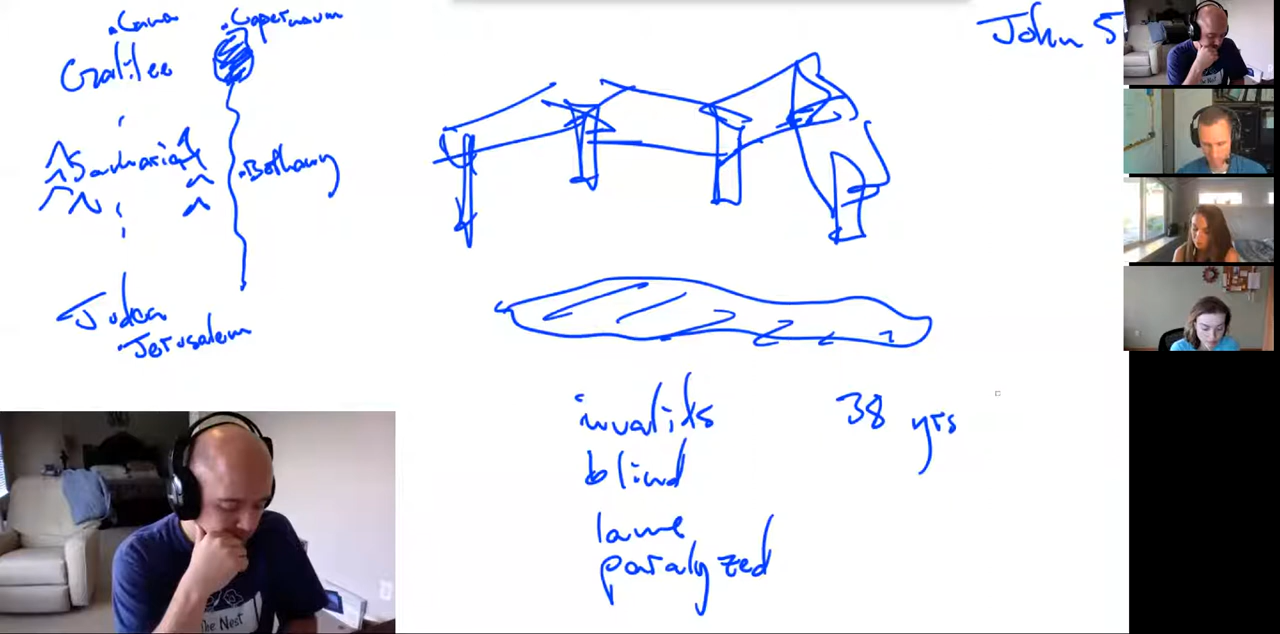 .Cana
.Capernaum
Galilee
Samaria
.Bethany
Judea
.Jerusalem
John 5
invalids
blind
lame
paralyzed
38 yrs
The Nest